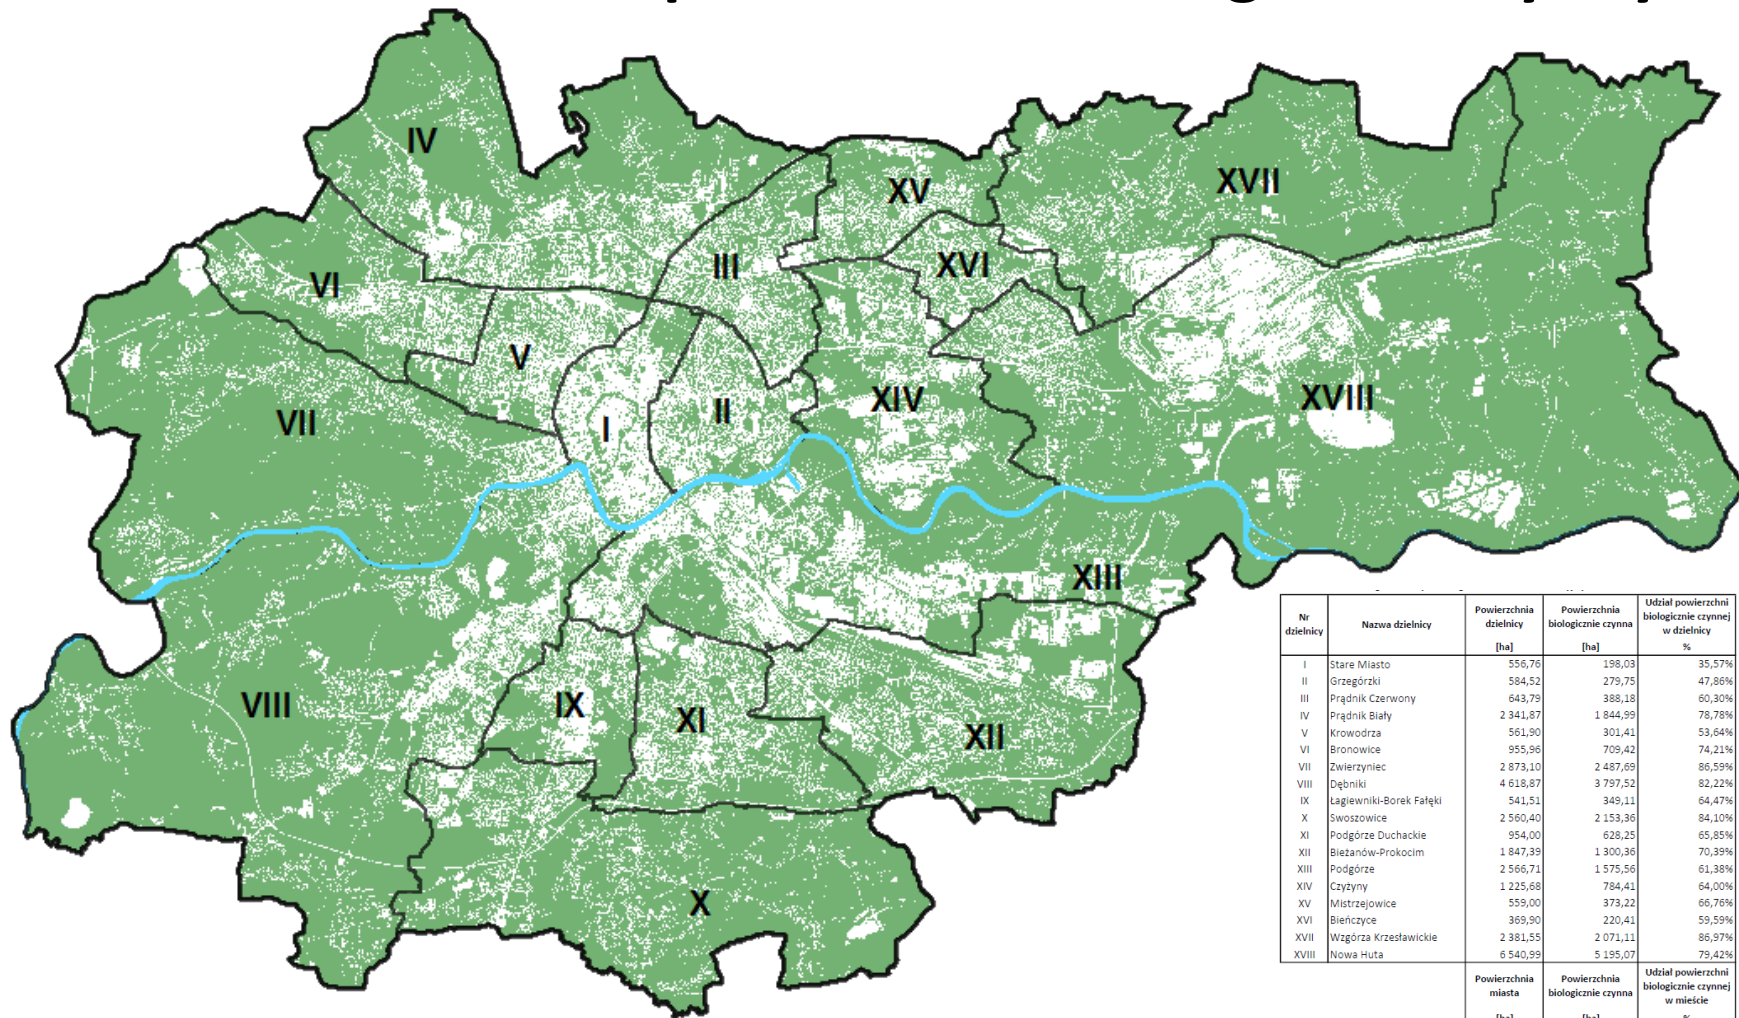 IV
XV
XVII
III
XVI
VI
V
XIV
XVIII
VII
II
I
XIII
VIII
IX
XI
XII
X
Nr dzielnicy | Nazwa dzielnicy | Powierzchnia dzielnicy [ha] | Powierzchnia biologicznie czynna [ha] | Udział powierzchni biologicznie czynnej w dzielnicy %
I Stare Miasto 556,76 198,03 35,57%
II Grzegórzki 584,52 279,75 47,86%
III Prądnik Czerwony 643,79 388,18 60,30%
IV Prądnik Biały 2 341,87 1 844,99 78,78%
V Krowodrza 561,90 301,41 53,64%
VI Bronowice 955,96 709,42 74,21%
VII Zwierzyniec 2 873,10 2 487,69 86,59%
VIII Dębniki 4 618,87 3 797,52 82,22%
IX Łagiewniki-Borek Fałęki 541,51 349,11 64,47%
X Swoszowice 2 560,40 2 153,36 84,10%
XI Podgórze Duchackie 954,00 628,25 65,85%
XII Bieżanów-Prokocim 1 847,39 1 300,36 70,39%
XIII Podgórze 2 566,71 1 575,56 61,38%
XIV Czyżyny 1 225,68 784,41 64,00%
XV Mistrzejowice 559,00 373,22 66,76%
XVI Bieńczyce 369,90 220,41 59,59%
XVII Wzgórza Krzesławickie 2 381,55 2 071,11 86,97%
XVIII Nowa Huta 6 540,99 5 195,07 79,42%
Powierzchnia miasta | Powierzchnia biologicznie czynna | Udział powierzchni biologicznie czynnej w mieście